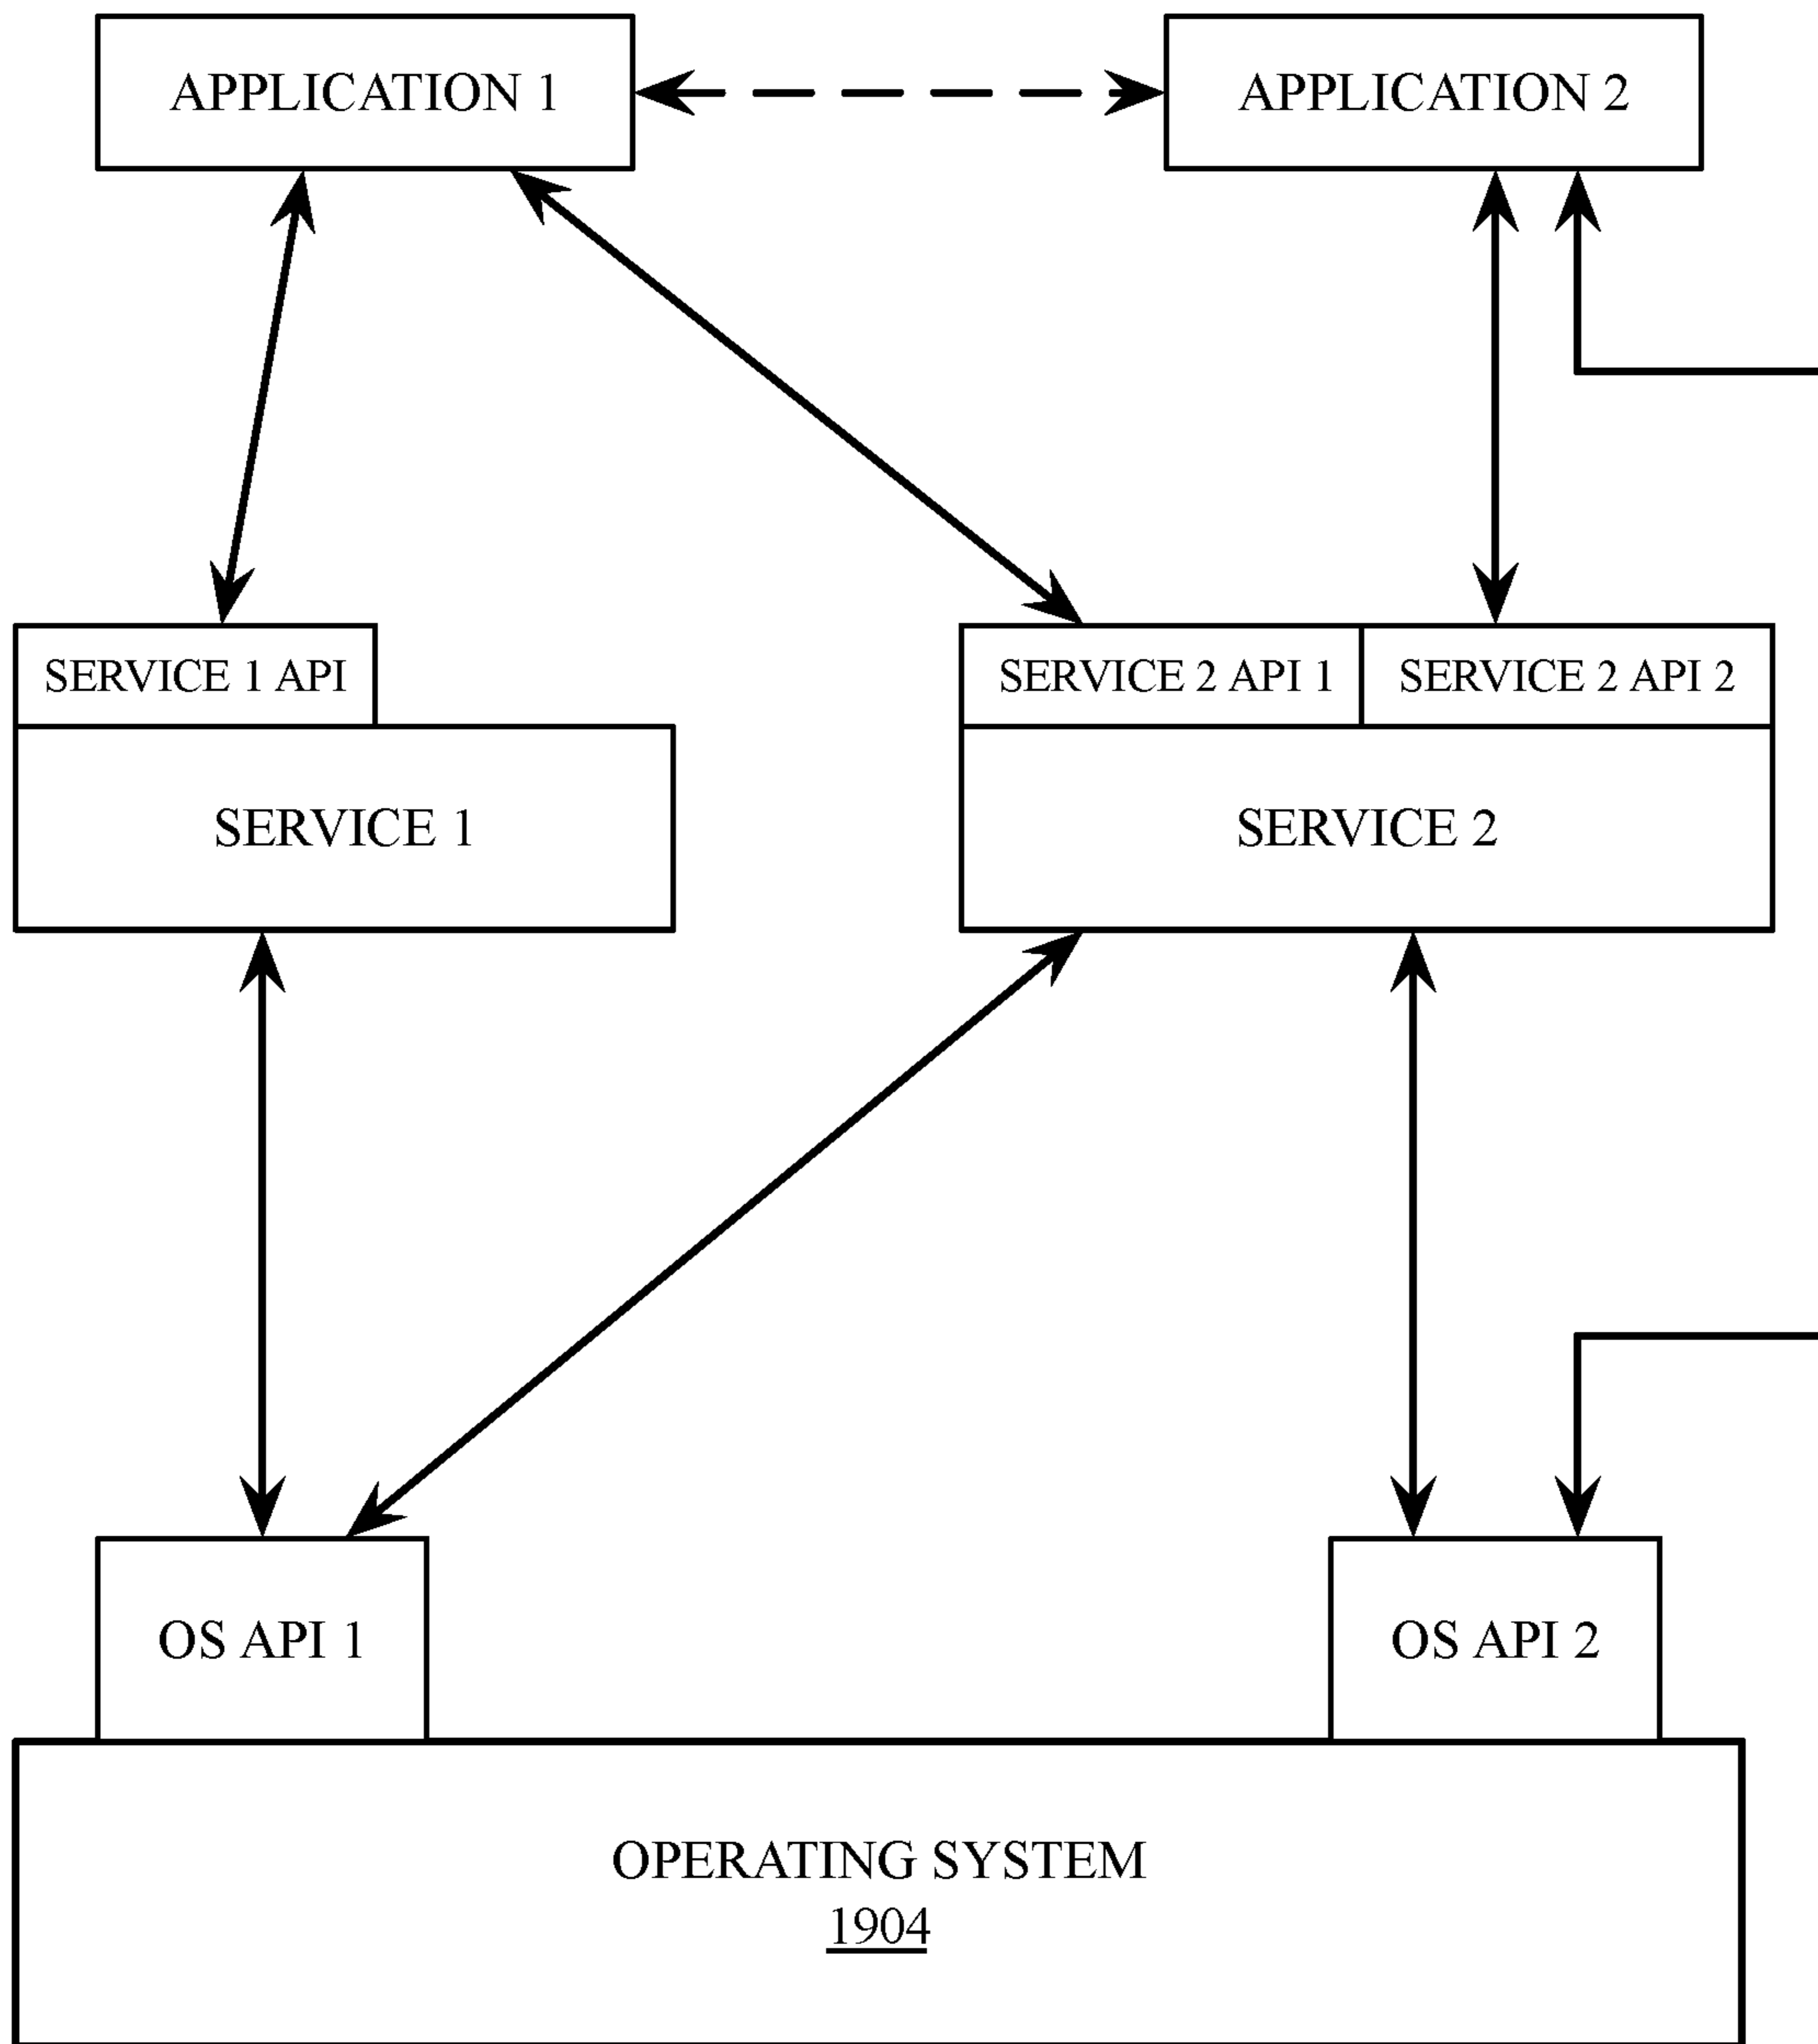 APPLICATION 1
APPLICATION 2
SERVICE 1 API
SERVICE 2 API 1
SERVICE 2 API 2
SERVICE 1
SERVICE 2
OS API 1
OS API 2
OPERATING SYSTEM
1904